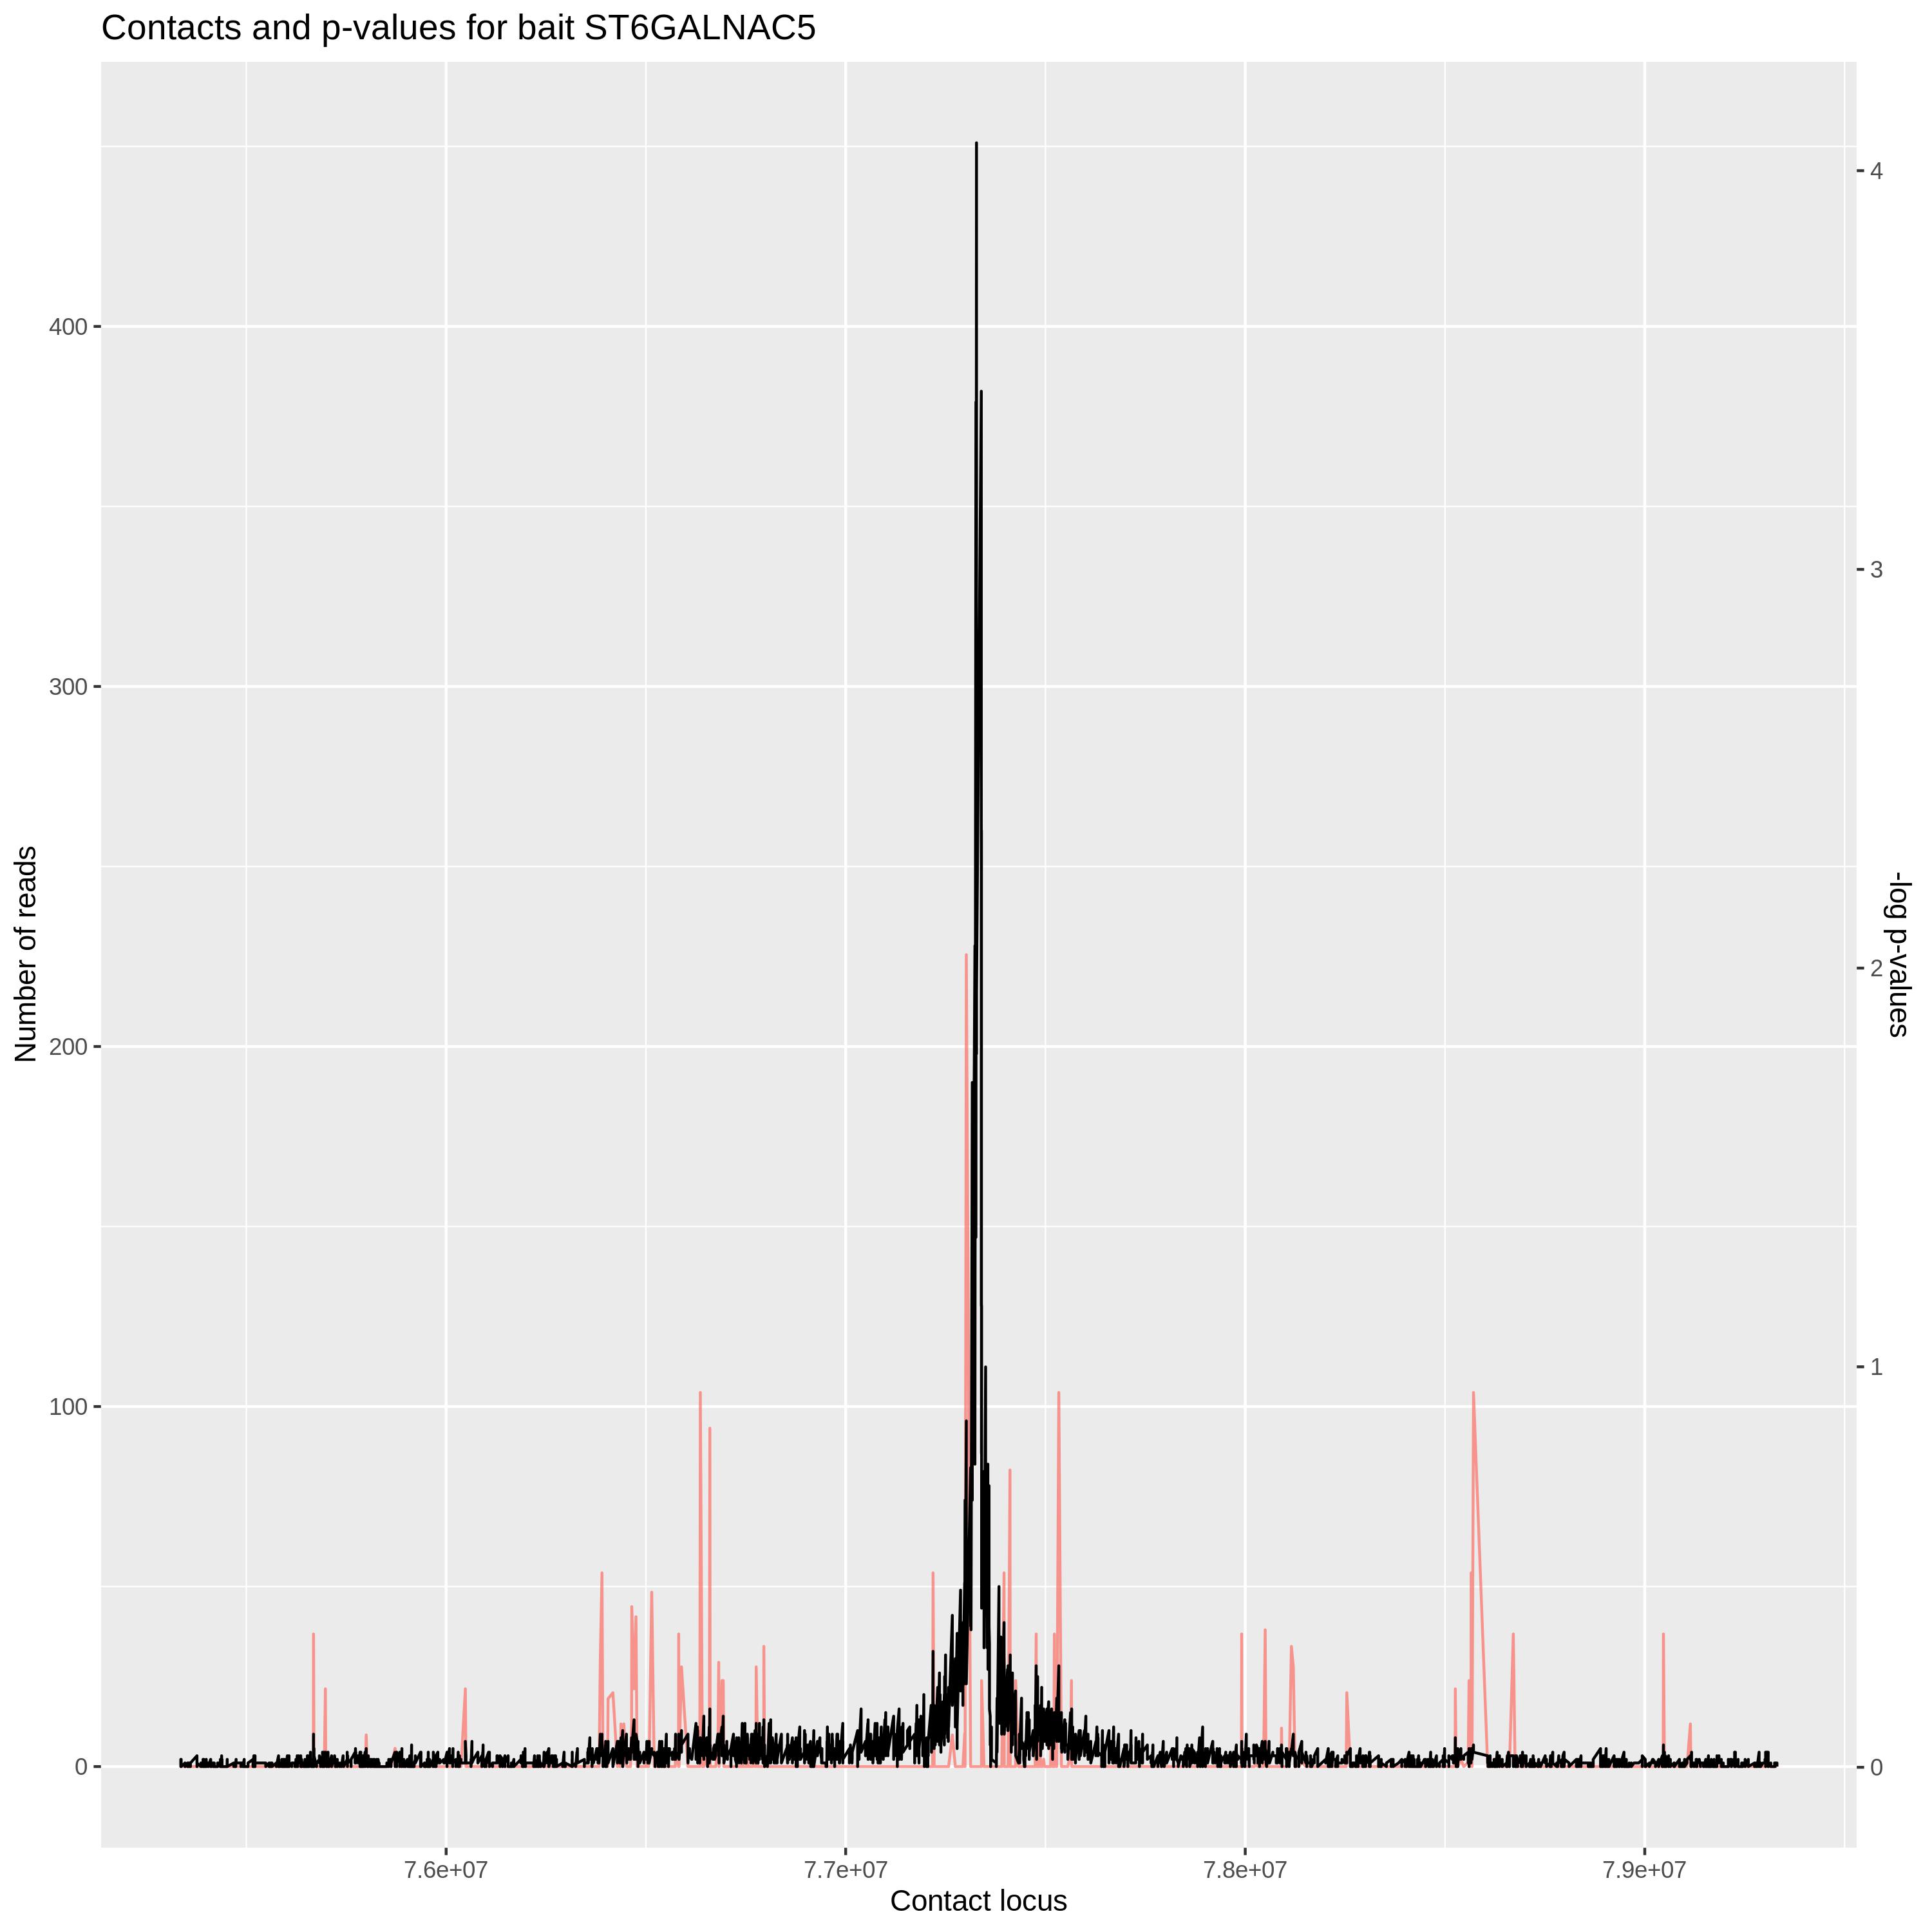 Contacts and p-values for bait ST6GALNAC5
Number of reads
400
300
200
100
0
4
3
2
1
0
-log p-values
7.6e+07
7.7e+07
7.8e+07
7.9e+07
Contact locus